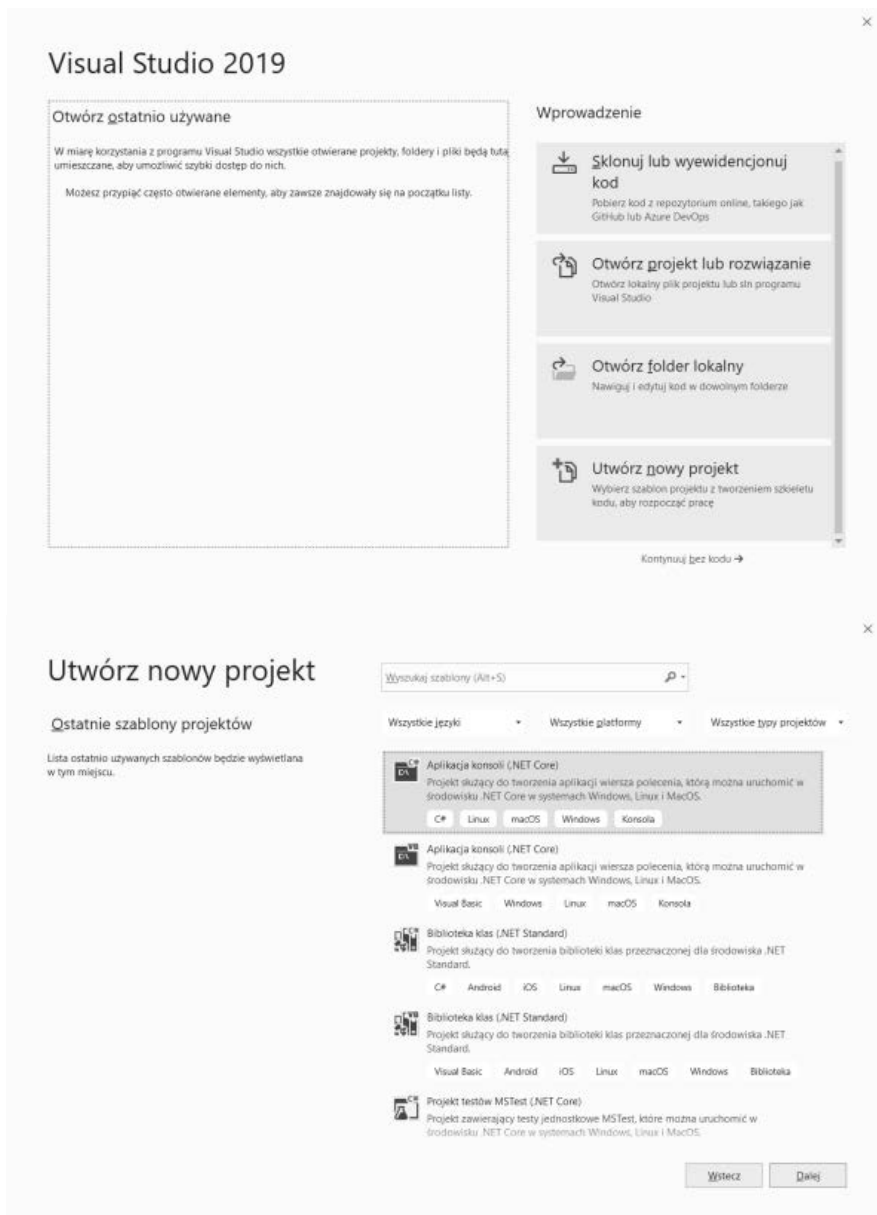 Visual Studio 2019
Otwórz ostatnio używane
W miarę korzystania z programu Visual Studio wszystkie otwierane projekty, foldery i pliki będą tuta
umieszczane, aby umożliwić szybki dostęp do nich.
Możesz przypiąć często otwierane elementy, aby zawsze znajdowały się na początku listy.
Wprowadzenie
Sklonuj lub wyewidencjonuj
kod
Pobierz kod z repozytorium online, takiego jak
GitHub lub Azure DevOps
Otwórz projekt lub rozwiązanie
Otwórz lokalny plik projektu lub sln programu
Visual Studio
Otwórz folder lokalny
Nawiguj i edytuj kod w dowolnym folderze
Utwórz nowy projekt
Wybierz szablon projektu z tworzeniem szkieletu
kodu, aby rozpocząć pracę
Kontynuuj bez kodu →
Utwórz nowy projekt
Wyszukaj szablony (Alt+S)
Ostatnie szablony projektów
Lista ostatnio używanych szablonów będzie wyświetlana
w tym miejscu.
Wszystkie języki Wszystkie platformy Wszystkie typy projektów
C#
Aplikacja konsoli (.NET Core)
Projekt służący do tworzenia aplikacji wiersza polecenia, którą można uruchomić w
środowisku .NET Core w systemach Windows, Linux i MacOS.
C# Linux macOS Windows Konsola
VB
Aplikacja konsoli (.NET Core)
Projekt służący do tworzenia aplikacji wiersza polecenia, którą można uruchomić w
środowisku .NET Core w systemach Windows, Linux i MacOS.
Visual Basic Windows Linux macOS Konsola
C#
Biblioteka klas (.NET Standard)
Projekt służący do tworzenia biblioteki klas przeznaczonej dla środowiska .NET
Standard.
C# Android iOS Linux macOS Windows Biblioteka
VB
Biblioteka klas (.NET Standard)
Projekt służący do tworzenia biblioteki klas przeznaczonej dla środowiska .NET
Standard.
Visual Basic Android iOS Linux macOS Windows Biblioteka
C#
Projekt testów MSTest (.NET Core)
Projekt zawierający testy jednostkowe MSTest, które można uruchomić w
środowisku .NET Core w systemach Windows, Linux i MacOS.
Wstecz Dalej